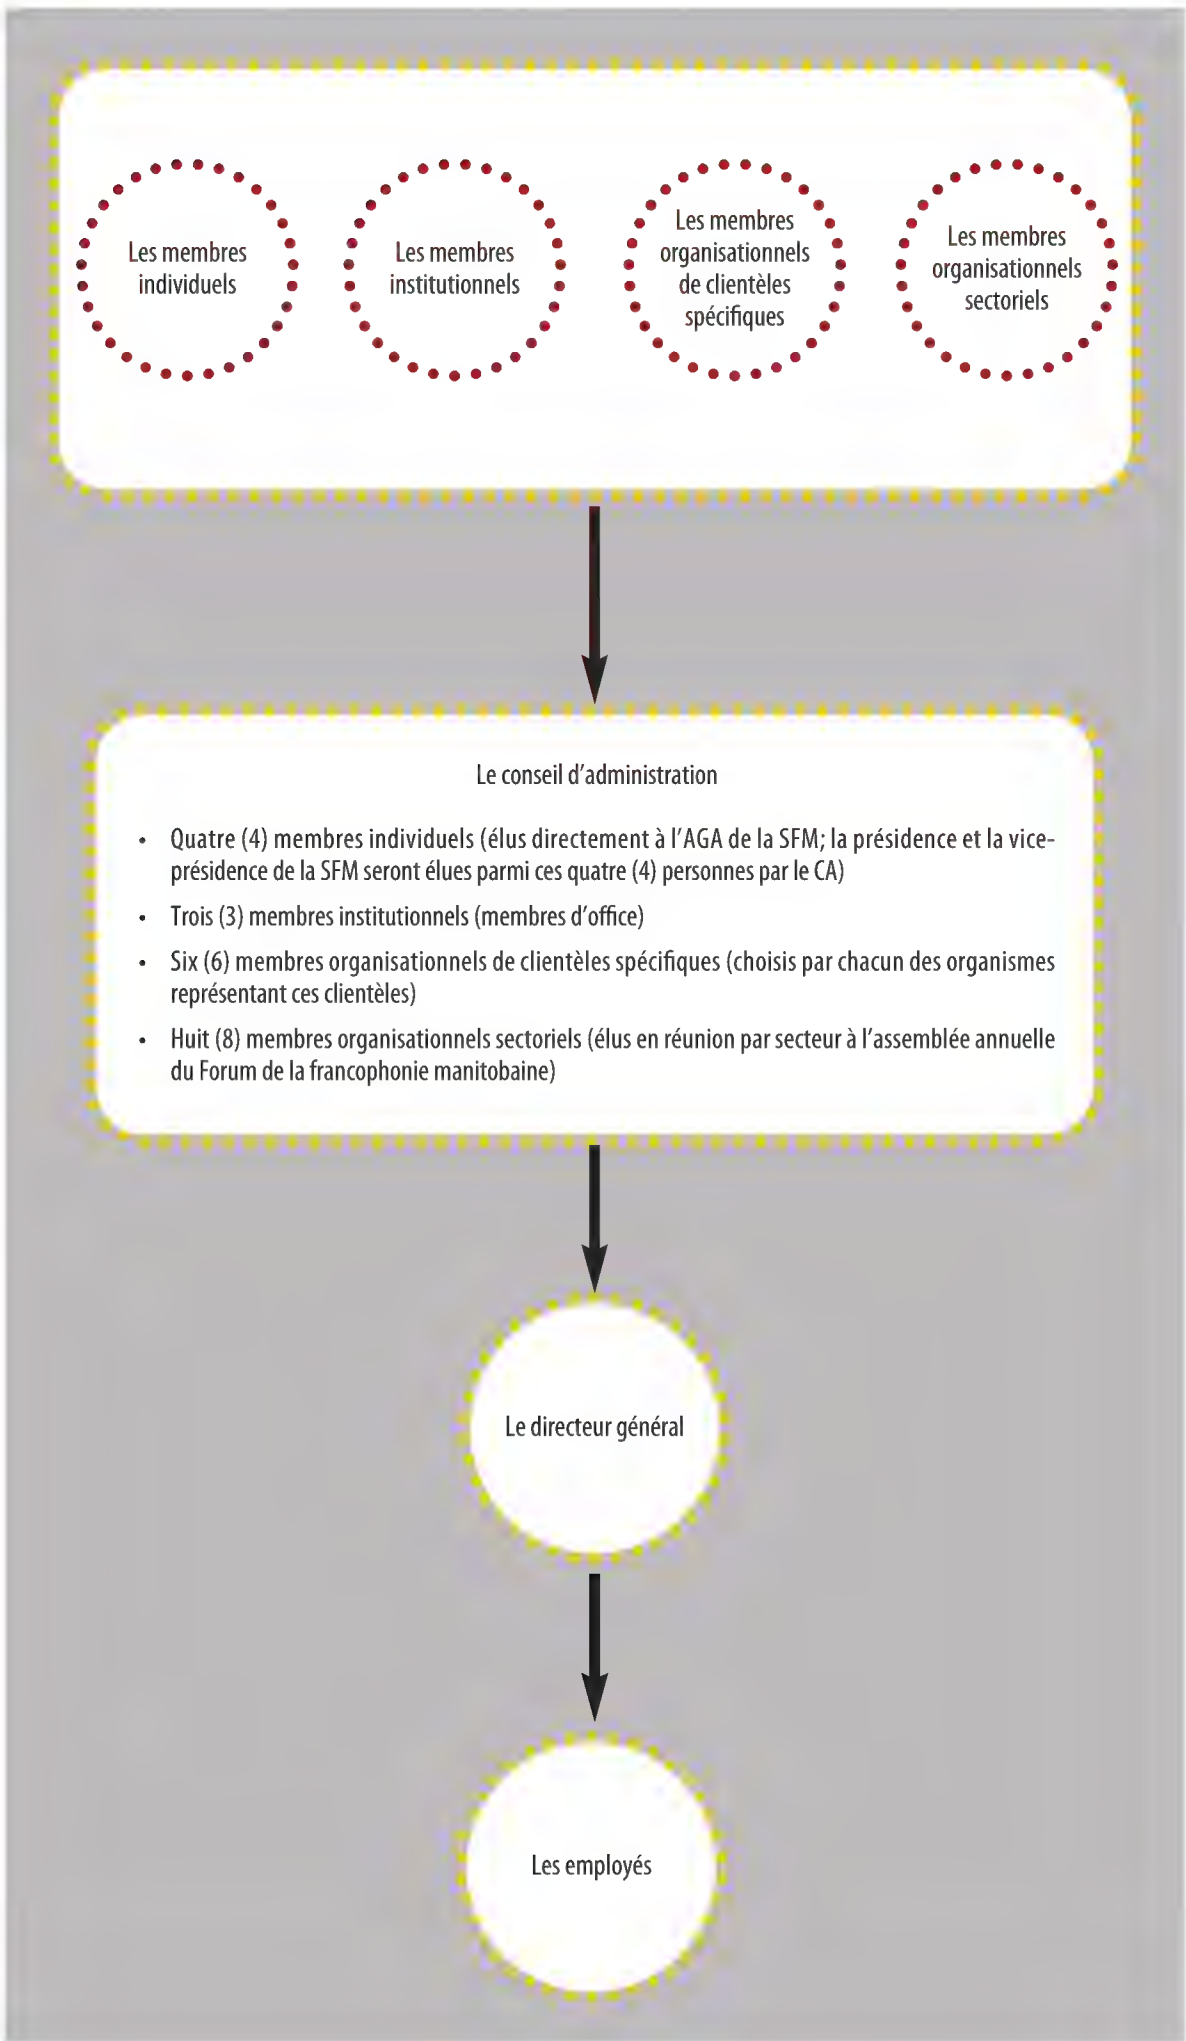 Les membres
individuels
Les membres
institutionnels
Les membres
organisationnels
de clientèles
spécifiques
Les membres
organisationnels
sectoriels
Le conseil d’administration
• Quatre (4) membres individuels (élus directement à l’AGA de la SFM; la présidence et la vice-
présidence de la SFM seront élues parmi ces quatre (4) personnes par le CA)
• Trois (3) membres institutionnels (membres d’office)
• Six (6) membres organisationnels de clientèles spécifiques (choisis par chacun des organismes
représentant ces clientèles)
• Huit (8) membres organisationnels sectoriels (élus en réunion par secteur à l’assemblée annuelle
du Forum de la francophonie manitobaine)
Le directeur général
Les employés